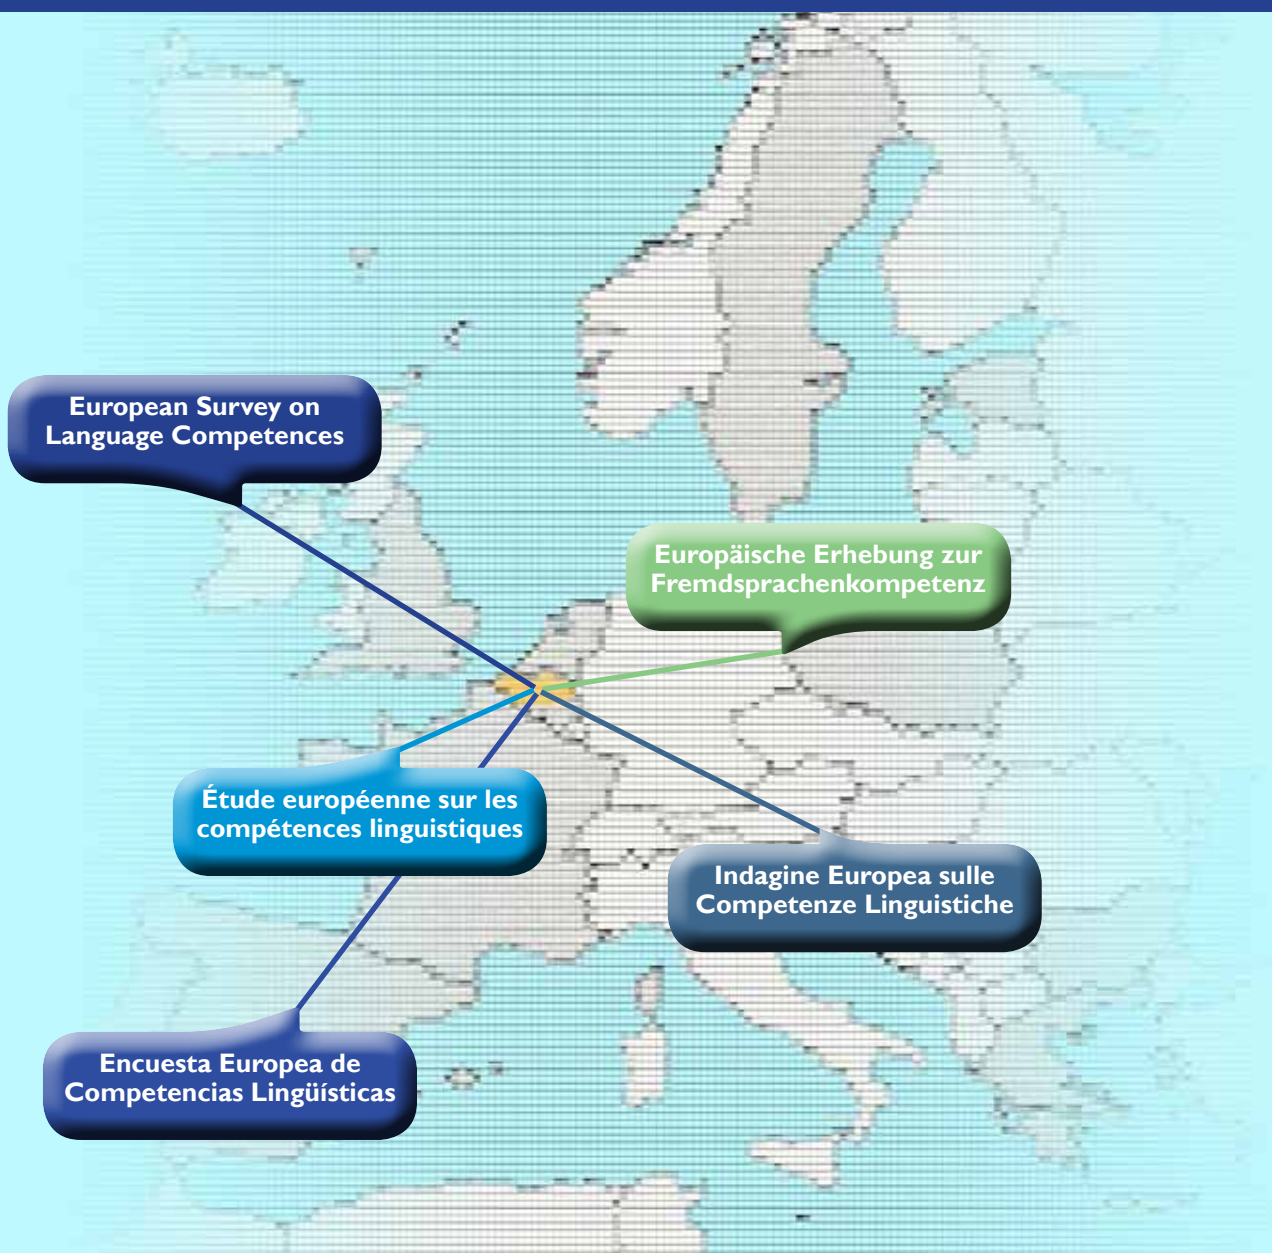 European Survey on
Language Competences
Europäische Erhebung zur
Fremdsprachenkompetenz
Étude européenne sur les
compétences linguistiques
Indagine Europea sulle
Competenze Linguistiche
Encuesta Europea de
Competencias Lingüísticas